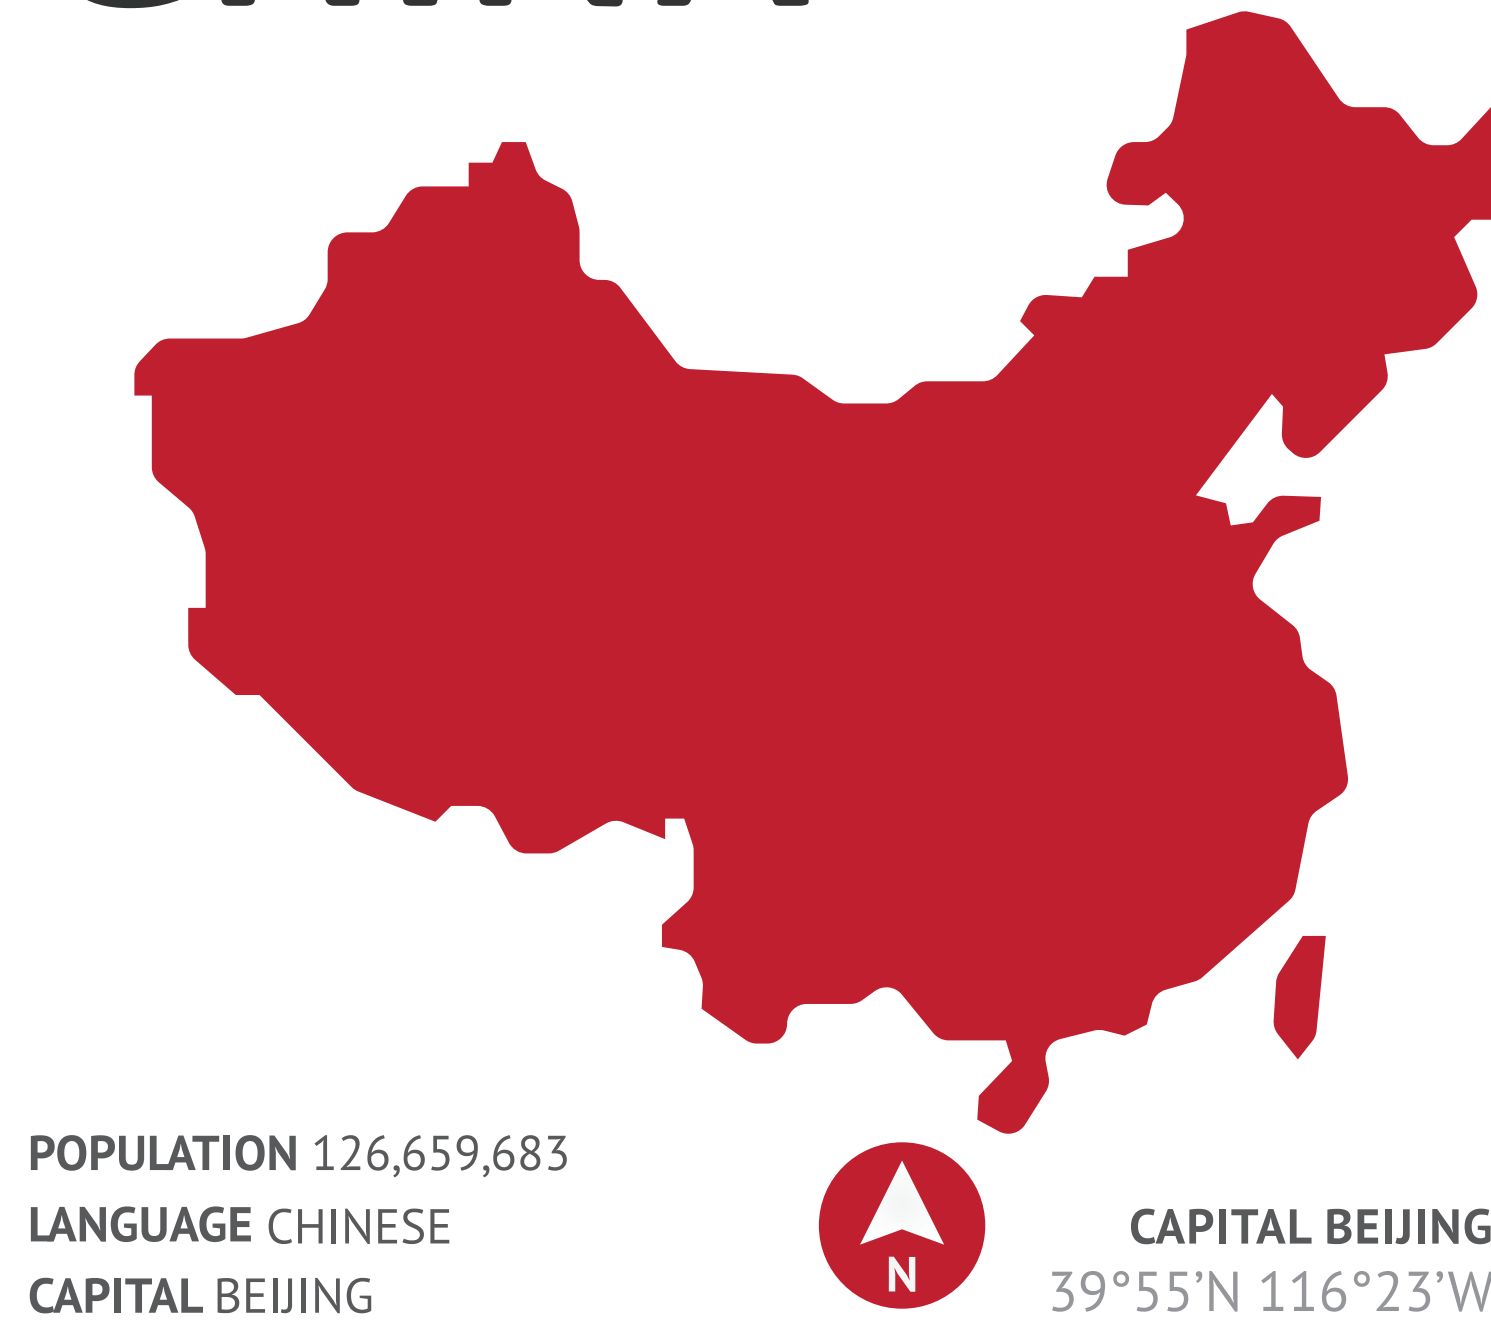 POPULATION 126,659,683
LANGUAGE CHINESE
CAPITAL BEIJING
N
CAPITAL BEIJING
39°55’N 116°23’W